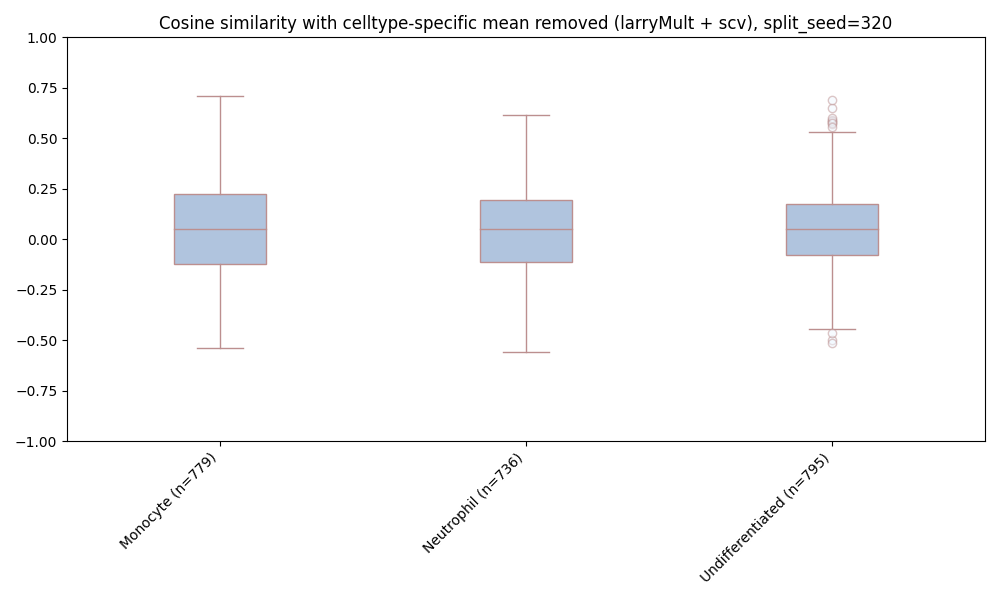 Cosine similarity with celltype-specific mean removed (larryMult + scv), split_seed=320
1.00
0.75
0.50
0.25
0.00
−0.25
−0.50
−0.75
−1.00
Monocyte (n=779)
Neutrophil (n=736)
Undifferentiated (n=795)